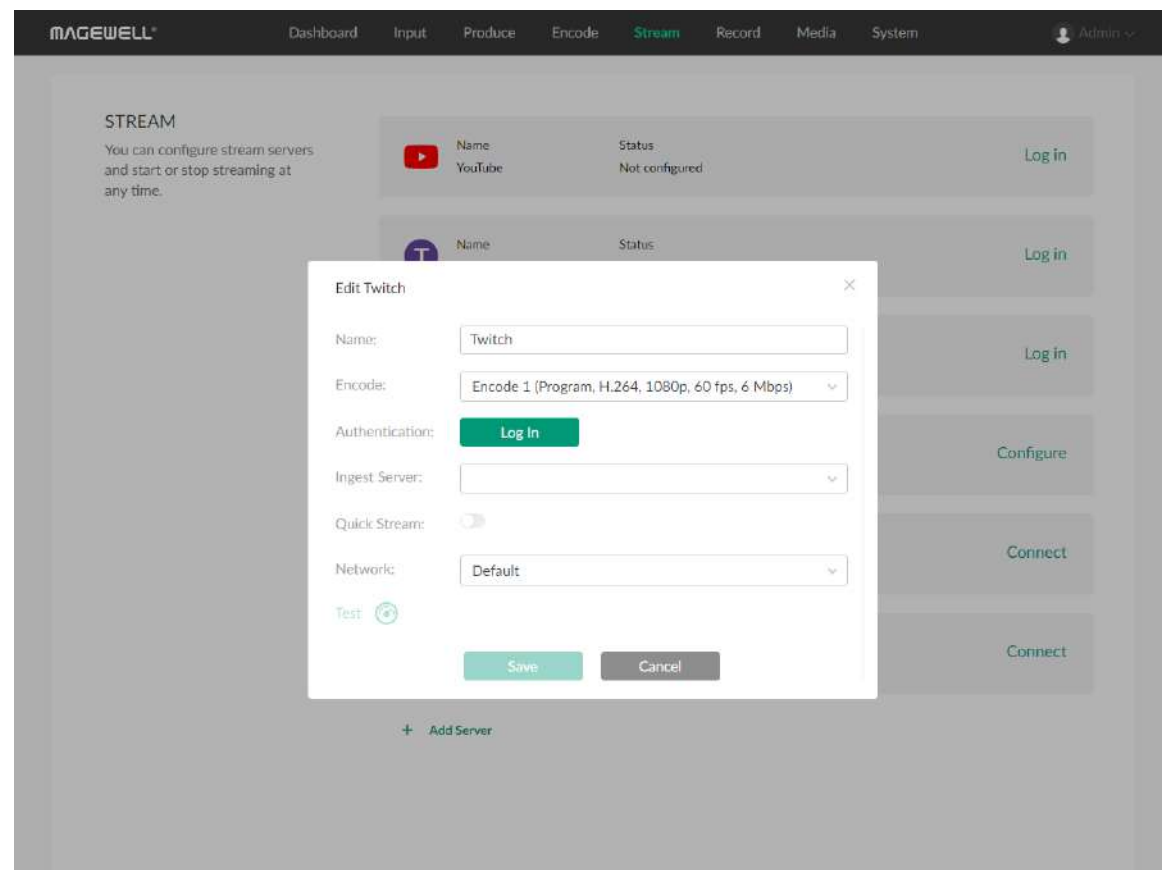 MAGEWELL®
Dashboard Input Produce Encode Stream Record Media System Admin
STREAM
You can configure stream servers
and start or stop streaming at
any time.
Name Status
YouTube Not configured
Log in
T
Name Status
Log in
Edit Twitch
Name: Twitch
Log in
Encode: Encode 1 (Program, H.264, 1080p, 60 fps, 6 Mbps)
Authentication: Log In
Configure
Ingest Server:
Quick Stream:
Connect
Network: Default
Test
Connect
Save Cancel
+ Add Server